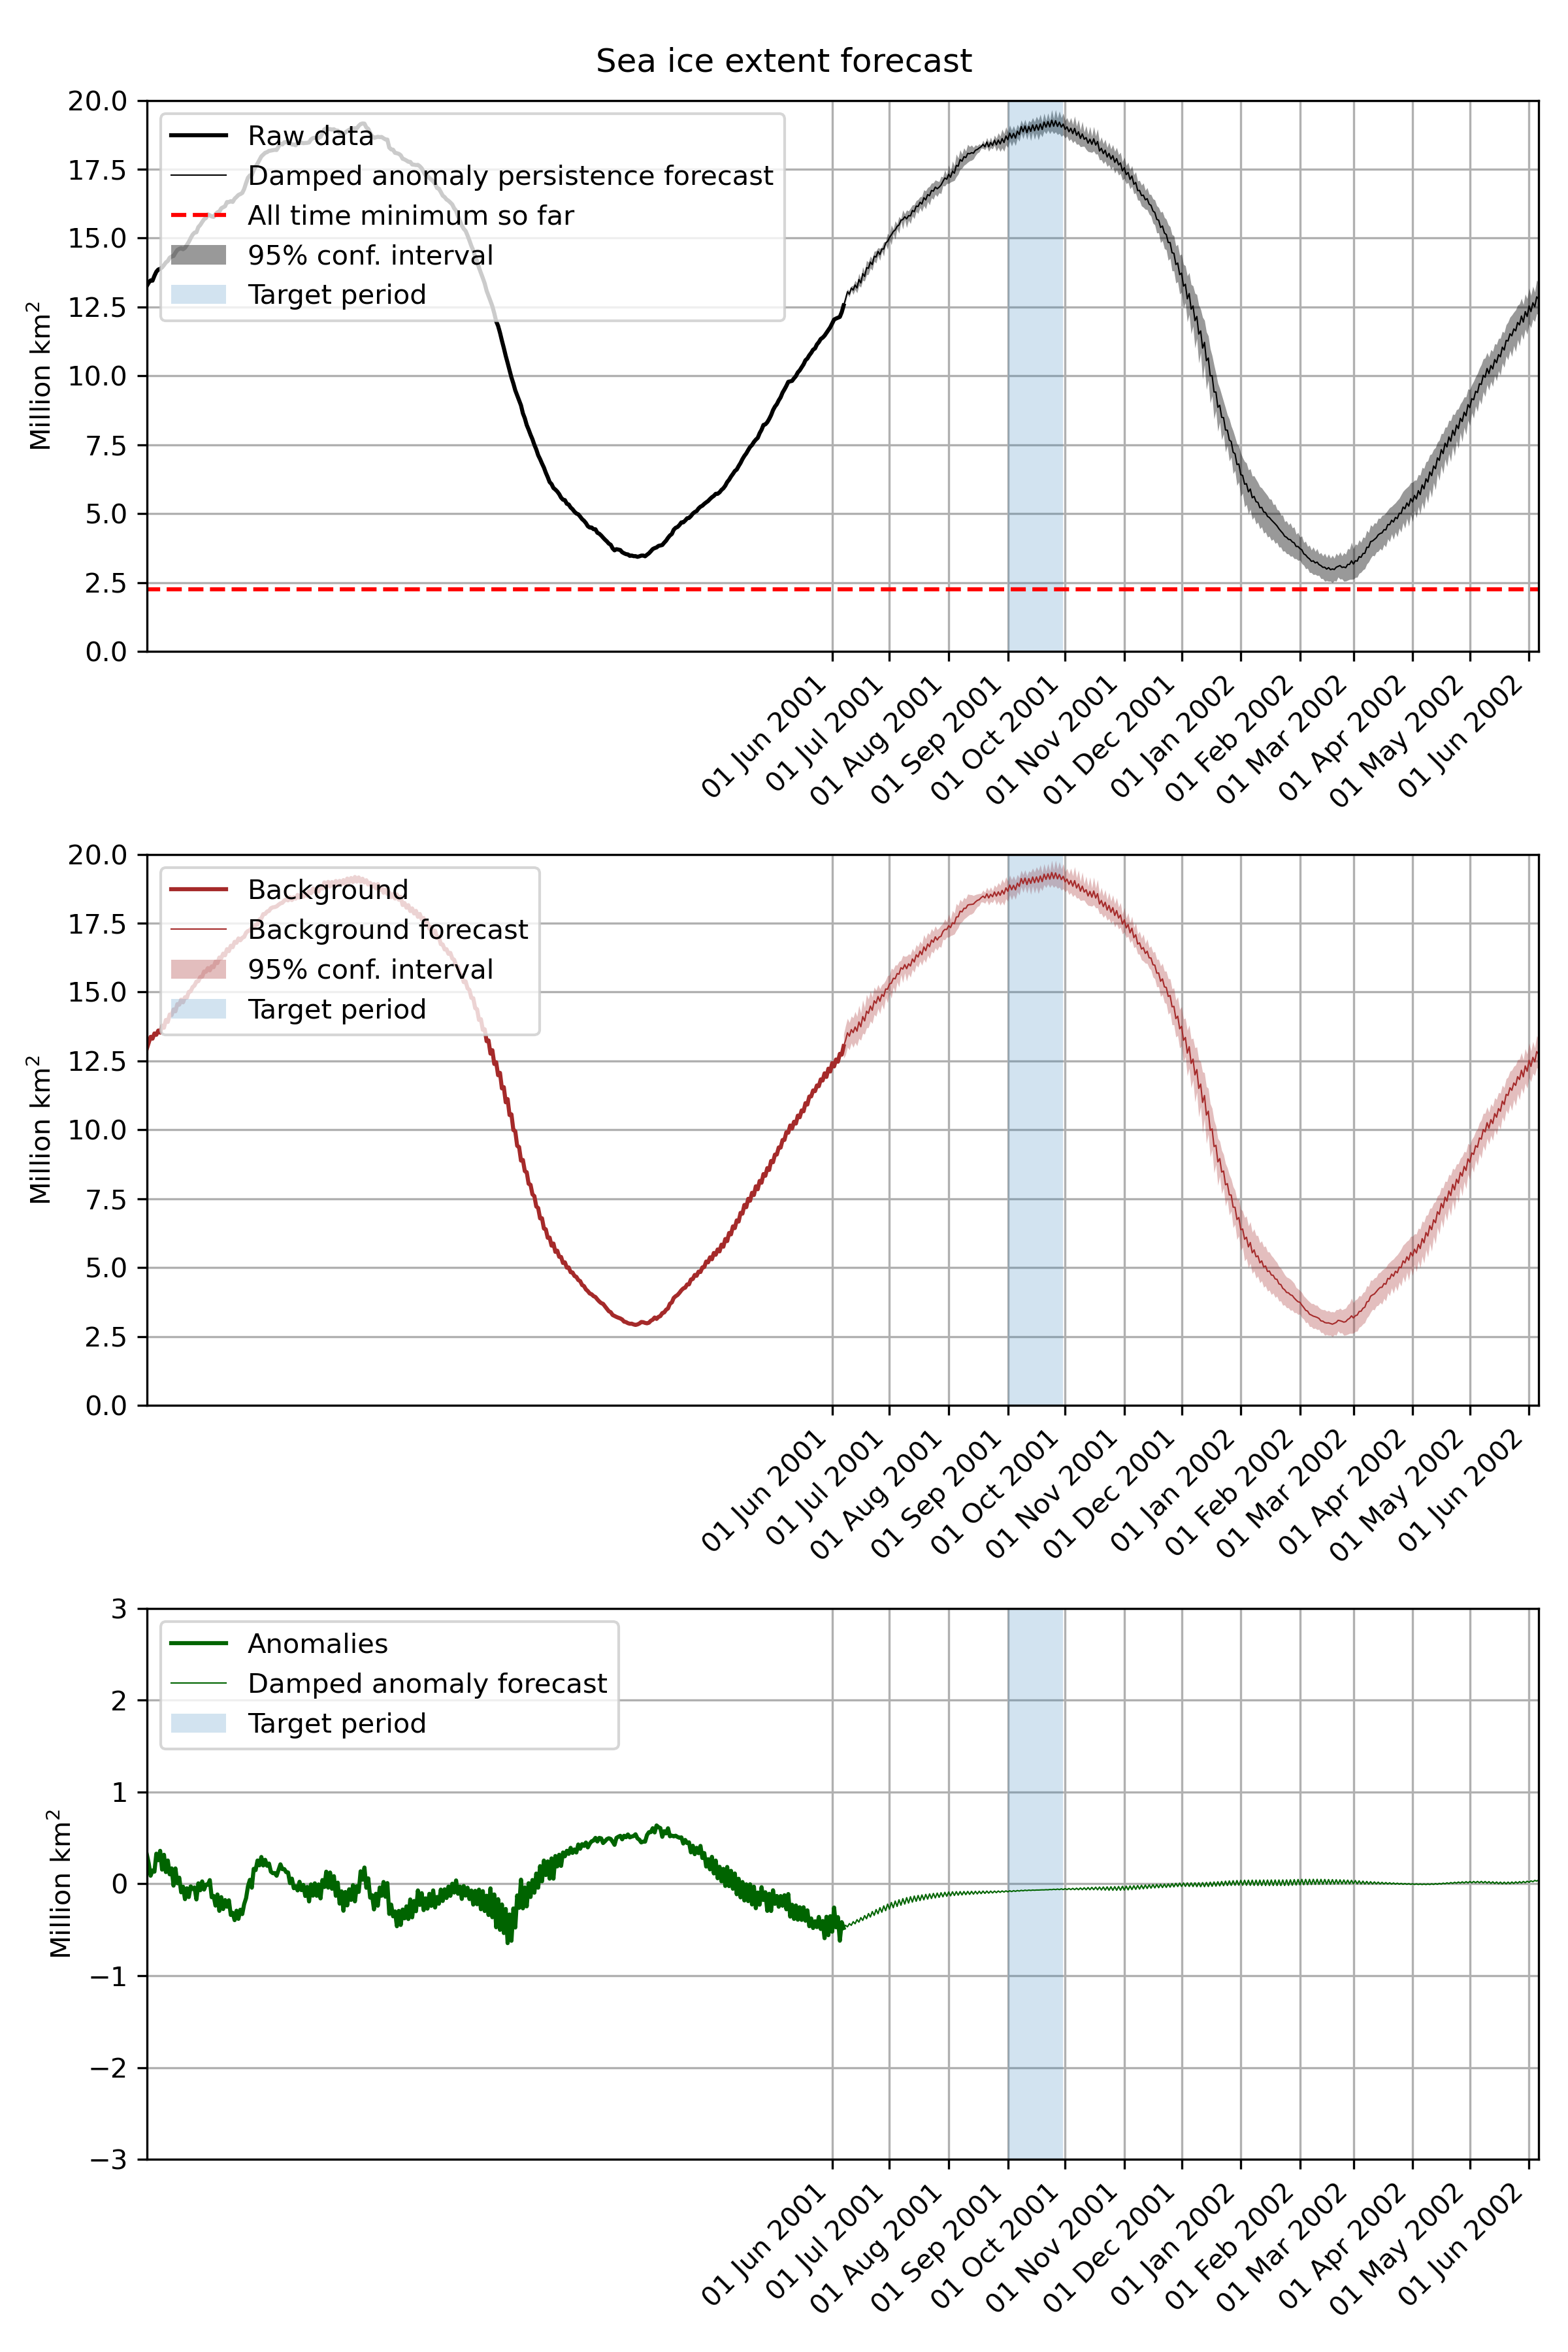 Sea ice extent forecast
20.0
17.5
15.0
12.5
10.0
7.5
5.0
2.5
0.0
Million km²
Raw data
Damped anomaly persistence forecast
All time minimum so far
95% conf. interval
Target period
01 Jun 2001
01 Jul 2001
01 Aug 2001
01 Sep 2001
01 Oct 2001
01 Nov 2001
01 Dec 2001
01 Jan 2002
01 Feb 2002
01 Mar 2002
01 Apr 2002
01 May 2002
01 Jun 2002
20.0
17.5
15.0
12.5
10.0
7.5
5.0
2.5
0.0
Million km²
Background
Background forecast
95% conf. interval
Target period
01 Jun 2001
01 Jul 2001
01 Aug 2001
01 Sep 2001
01 Oct 2001
01 Nov 2001
01 Dec 2001
01 Jan 2002
01 Feb 2002
01 Mar 2002
01 Apr 2002
01 May 2002
01 Jun 2002
3
2
1
0
−1
−2
−3
Million km²
Anomalies
Damped anomaly forecast
Target period
01 Jun 2001
01 Jul 2001
01 Aug 2001
01 Sep 2001
01 Oct 2001
01 Nov 2001
01 Dec 2001
01 Jan 2002
01 Feb 2002
01 Mar 2002
01 Apr 2002
01 May 2002
01 Jun 2002